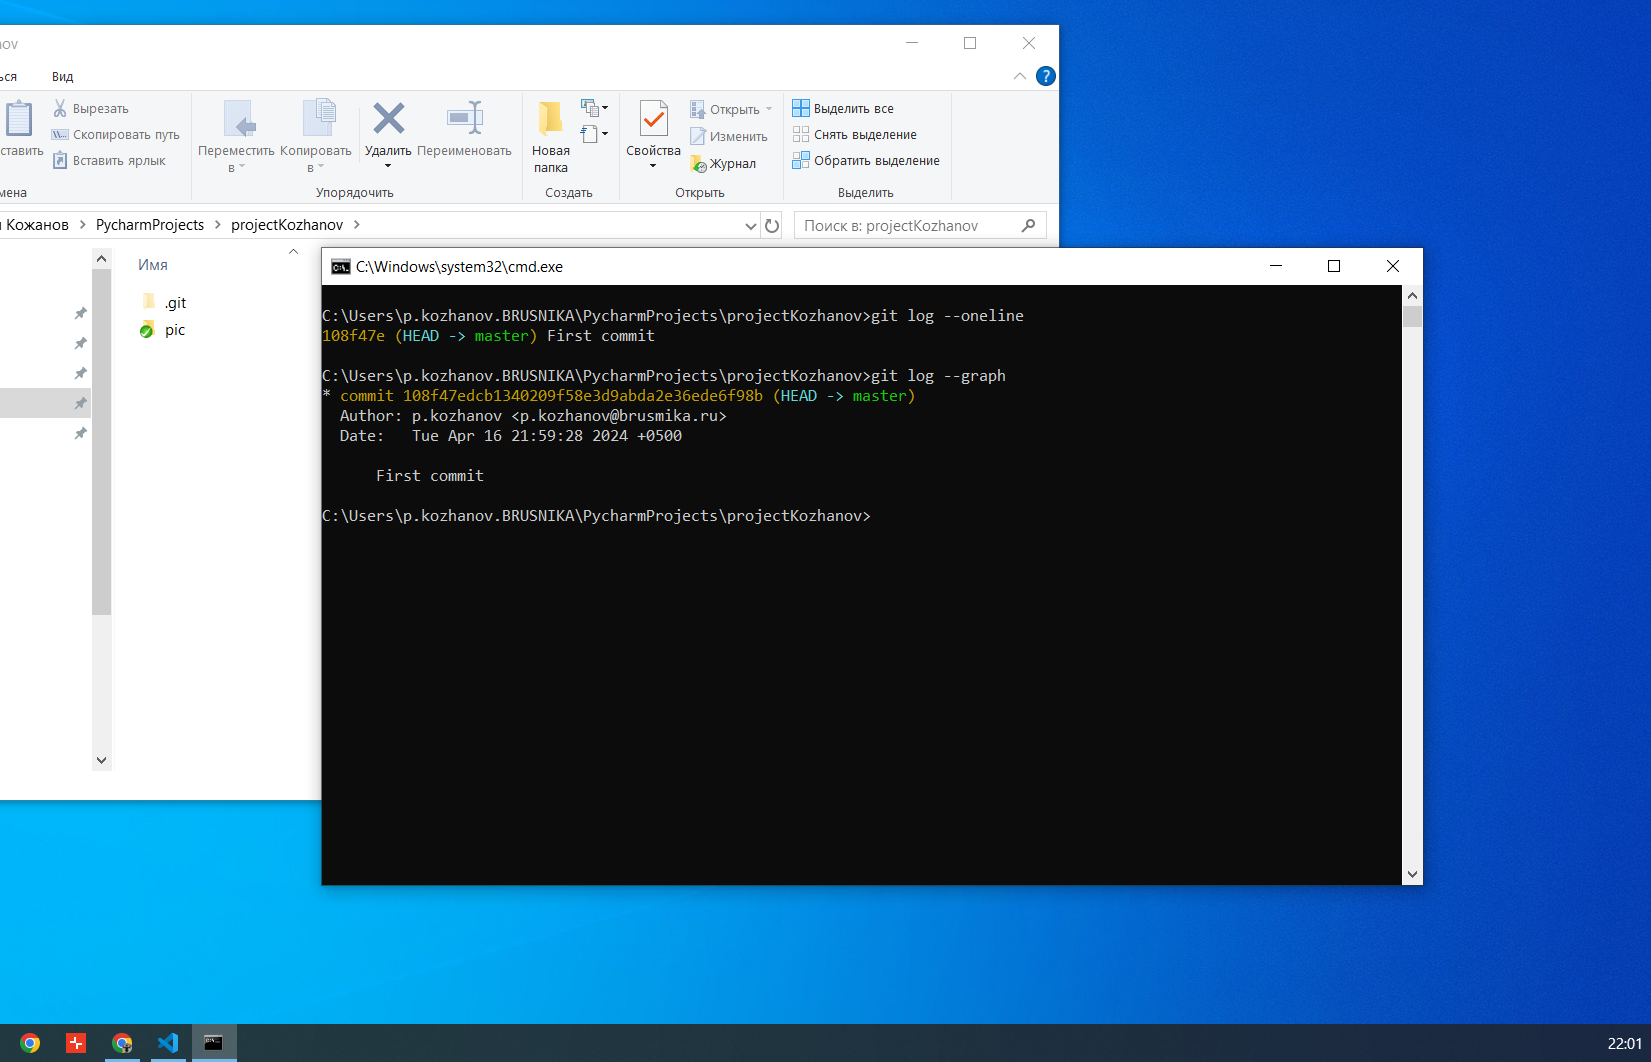 ov
ся Вид
?
Вырезать
Скопировать путь
Вставить ярлык
ставить
мена
Переместить в
Копировать в
Удалить
Переименовать
Упорядочить
Новая папка
Создать
Свойства
Открыть
Изменить
Журнал
Открыть
Выделить все
Снять выделение
Обратить выделение
Выделить
Кожанов > PycharmProjects > projectKozhanov >
Поиск в: projectKozhanov
Имя
.git
pic
C:\Windows\system32\cmd.exe
C:\Users\p.kozhanov.BRUSNIKA\PycharmProjects\projectKozhanov>git log --oneline
108f47e (HEAD -> master) First commit
C:\Users\p.kozhanov.BRUSNIKA\PycharmProjects\projectKozhanov>git log --graph
* commit 108f47edcb1340209f58e3d9abda2e36ede6f98b (HEAD -> master)
Author: p.kozhanov <p.kozhanov@brusmika.ru>
Date:   Tue Apr 16 21:59:28 2024 +0500
First commit
C:\Users\p.kozhanov.BRUSNIKA\PycharmProjects\projectKozhanov>
22:01